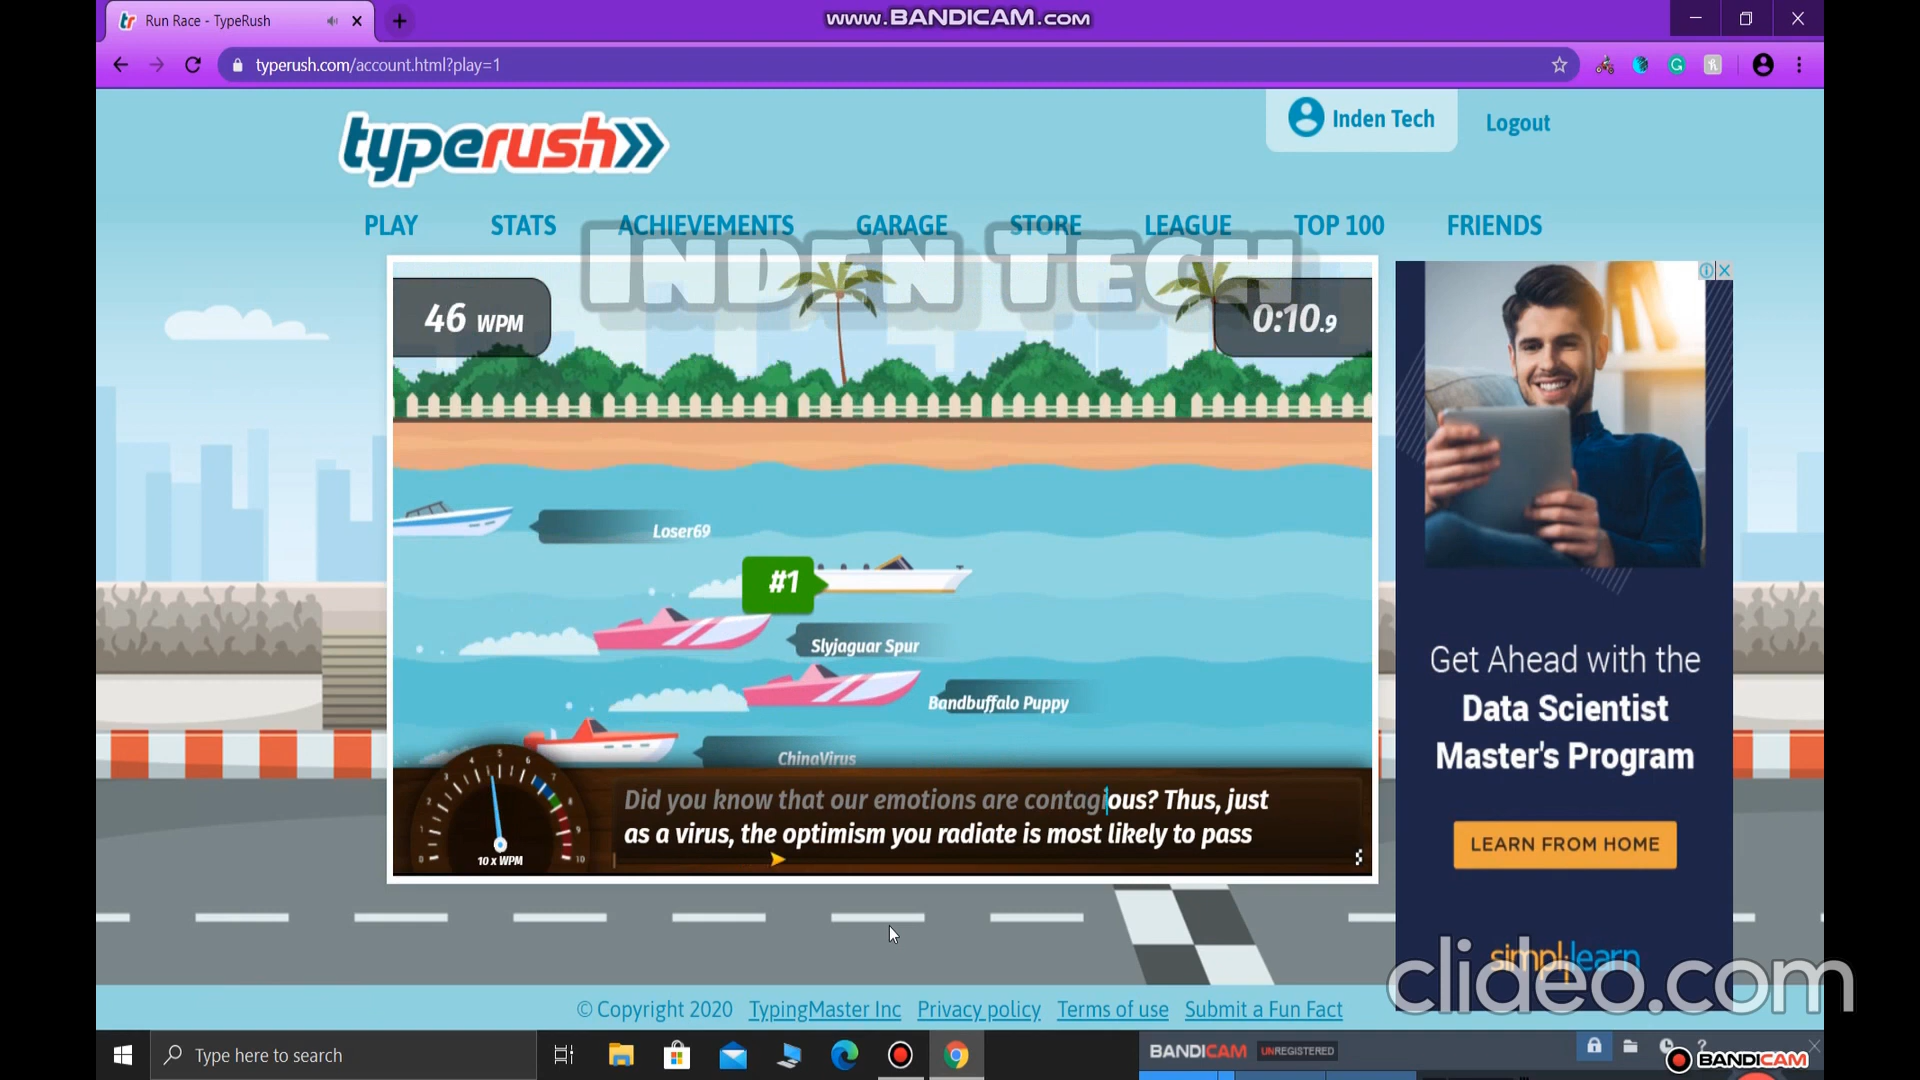 Run Race - TypeRush
WWW.BANDICAM.COM
typerush.com/account.html?play=1
typerush
Inden Tech
Logout
PLAY
STATS
ACHIEVEMENTS
GARAGE
STORE
LEAGUE
TOP 100
FRIENDS
INDEN TECH
46 WPM
0:10.9
Loser69
#1
Slyjaguar Spur
Bandbuffalo Puppy
ChinaVirus
10 x WPM
Did you know that our emotions are contagious? Thus, just
as a virus, the optimism you radiate is most likely to pass
Get Ahead with the
Data Scientist
Master's Program
LEARN FROM HOME
simplilearn
clideo.com
© Copyright 2020 TypingMaster Inc Privacy policy Terms of use Submit a Fun Fact
Type here to search
BANDICAM UNREGISTERED
BANDICAM